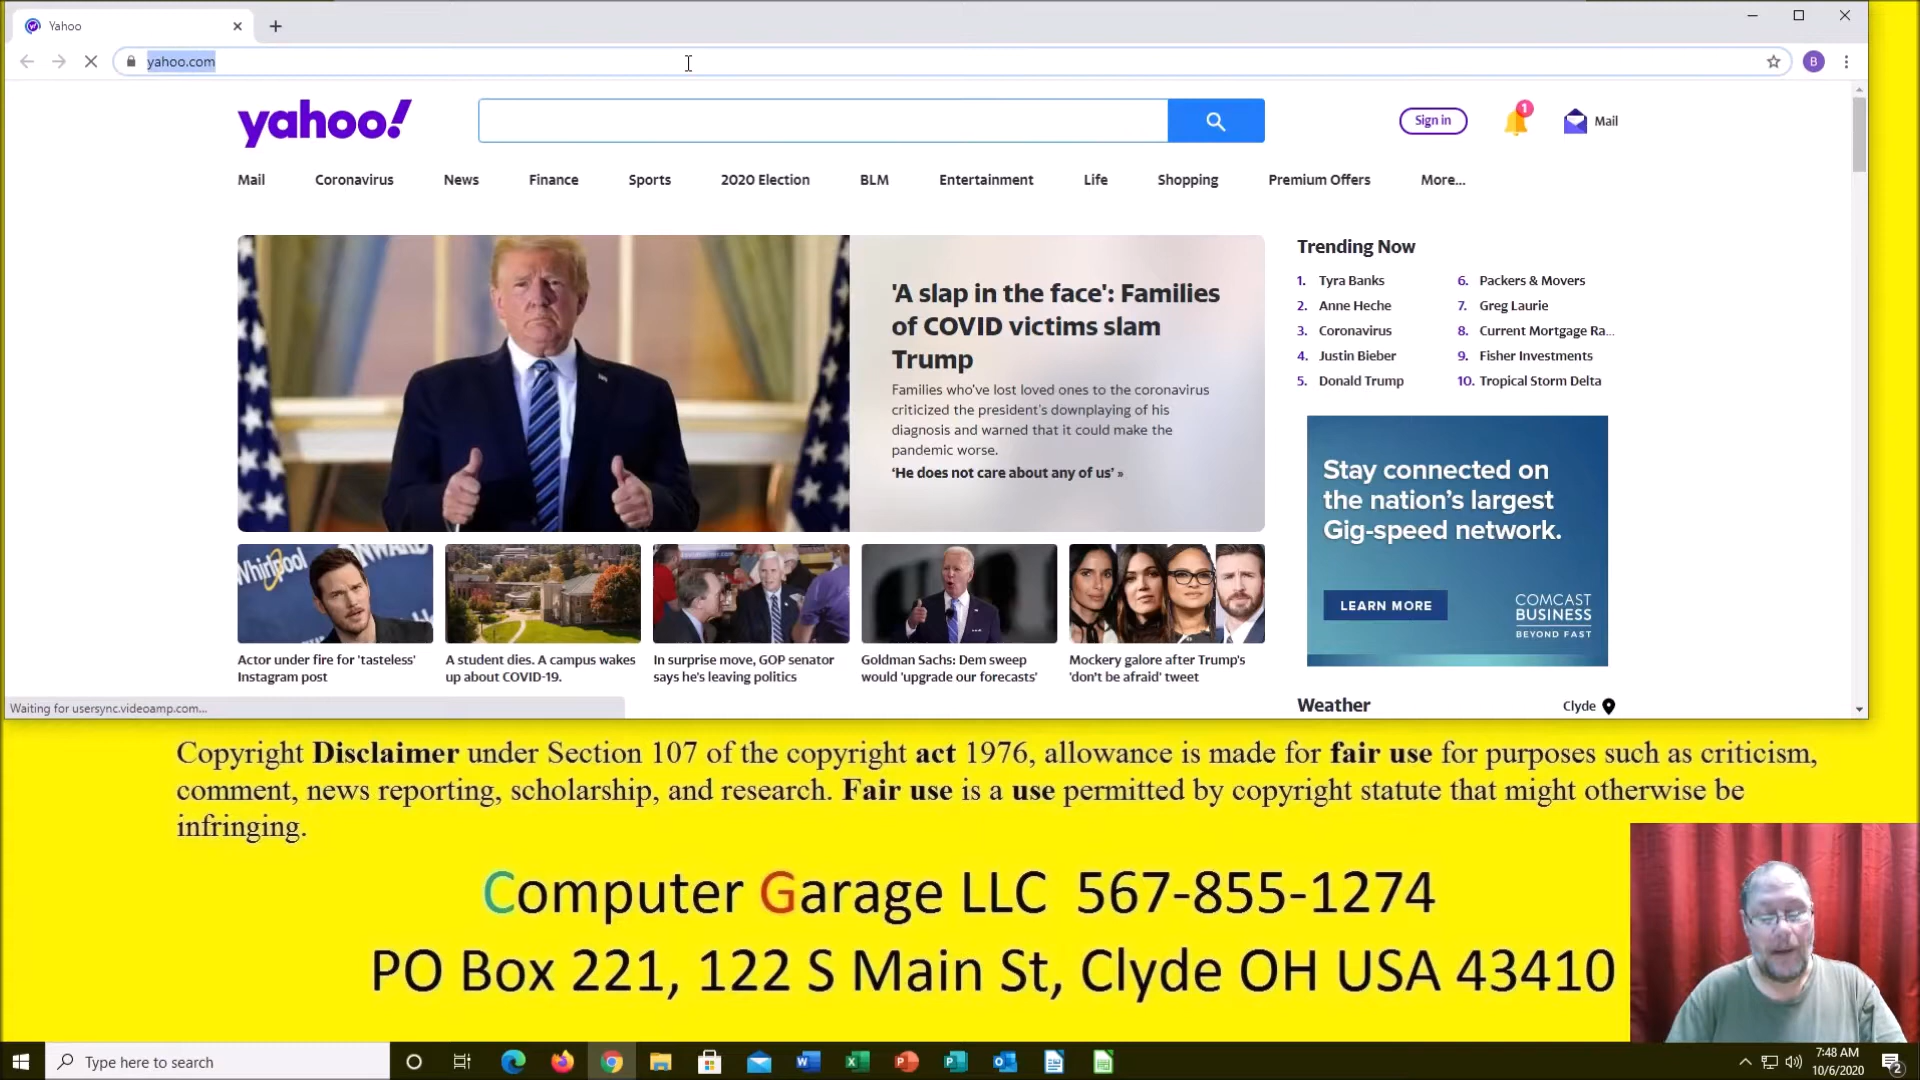 Yahoo
yahoo.com
yahoo!
Sign in
1
Mail
Mail Coronavirus News Finance Sports 2020 Election BLM Entertainment Life Shopping Premium Offers More...
'A slap in the face': Families
of COVID victims slam
Trump
Families who've lost loved ones to the coronavirus
criticized the president's downplaying of his
diagnosis and warned that it could make the
pandemic worse.
'He does not care about any of us' »
Trending Now
1. Tyra Banks
2. Anne Heche
3. Coronavirus
4. Justin Bieber
5. Donald Trump
6. Packers & Movers
7. Greg Laurie
8. Current Mortgage Ra...
9. Fisher Investments
10. Tropical Storm Delta
Stay connected on
the nation's largest
Gig-speed network.
LEARN MORE
COMCAST
BUSINESS
BEYOND FAST
Whirlpool
ONWARD
Actor under fire for 'tasteless'
Instagram post
A student dies. A campus wakes
up about COVID-19.
In surprise move, GOP senator
says he's leaving politics
Goldman Sachs: Dem sweep
would 'upgrade our forecasts'
Mockery galore after Trump's
'don't be afraid' tweet
Weather
Clyde
Waiting for usersync.videoamp.com...
B
Copyright Disclaimer under Section 107 of the copyright act 1976, allowance is made for fair use for purposes such as criticism,
comment, news reporting, scholarship, and research. Fair use is a use permitted by copyright statute that might otherwise be
infringing.
Computer Garage LLC 567-855-1274
PO Box 221, 122 S Main St, Clyde OH USA 43410
Type here to search
7:48 AM
10/6/2020
2